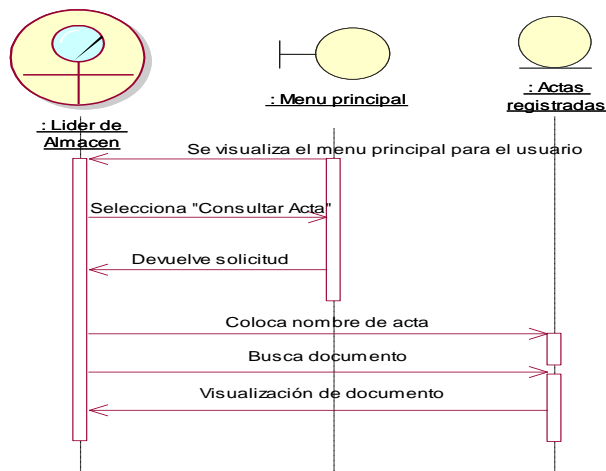 : Lider de
Almacen
: Menu principal
: Actas
registradas
Se visualiza el menu principal para el usuario
Selecciona "Consultar Acta"
Devuelve solicitud
Coloca nombre de acta
Busca documento
Visualización de documento